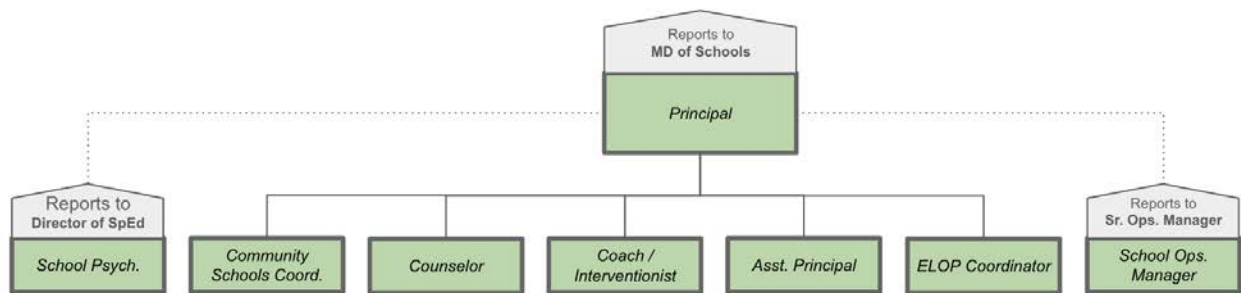 Reports to
MD of Schools
Principal
Reports to
Director of SpEd
Reports to
Sr. Ops. Manager
School Psych.
Community
Schools Coord.
Counselor
Coach /
Interventionist
Asst. Principal
ELOP Coordinator
School Ops.
Manager